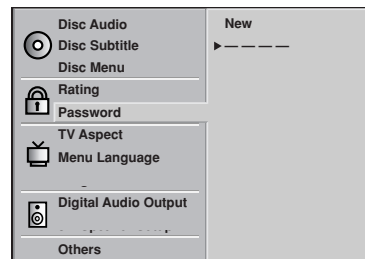 Disc Audio
Disc Subtitle
Disc Menu
Rating
Password
TV Aspect
Menu Language
Digital Audio Output
Others
New
▶ — — — —